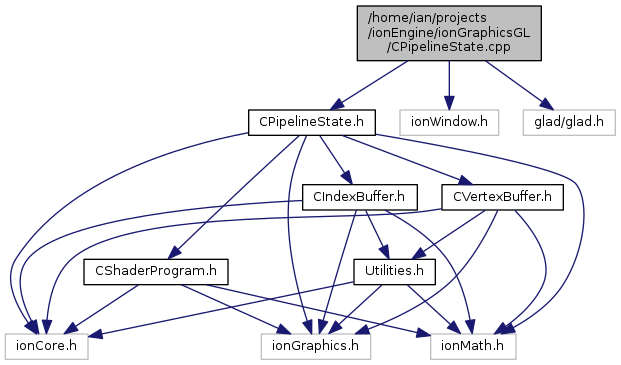 /home/ian/projects
/ionEngine/ionGraphicsGL
/CPipelineState.cpp
CPipelineState.h
ionWindow.h
glad/glad.h
CIndexBuffer.h
CVertexBuffer.h
CShaderProgram.h
Utilities.h
ionCore.h
ionGraphics.h
ionMath.h